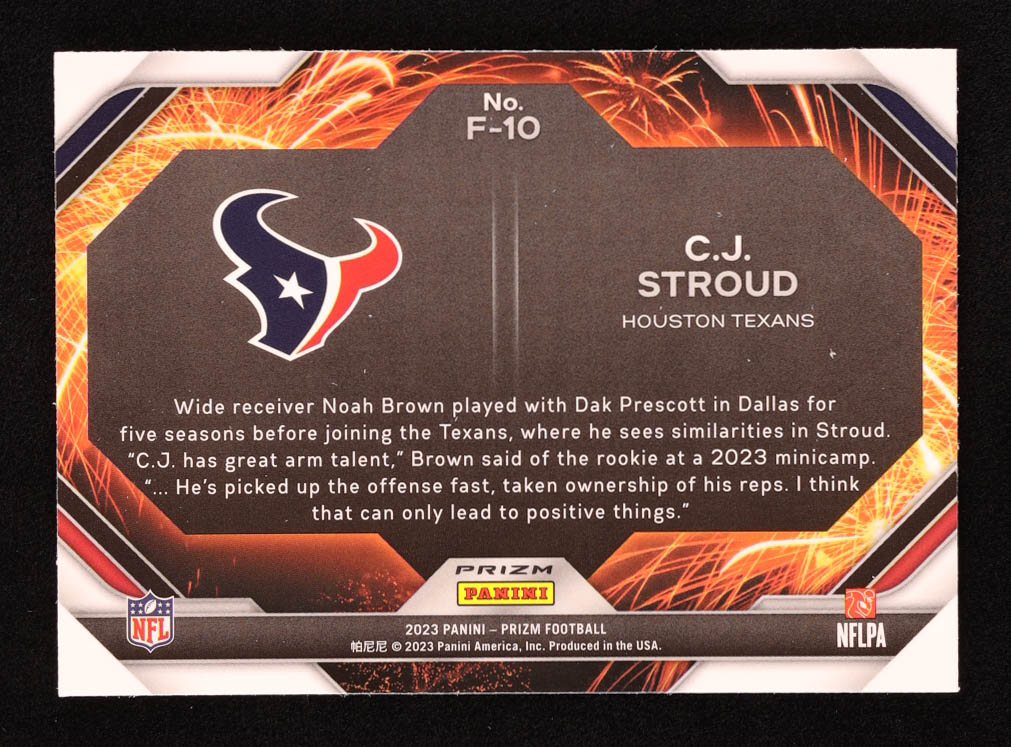 No.
F-10
C.J.
STROUD
HOUSTON TEXANS
Wide receiver Noah Brown played with Dak Prescott in Dallas for
five seasons before joining the Texans, where he sees similarities in Stroud.
“C.J. has great arm talent,” Brown said of the rookie at a 2023 minicamp.
“... He’s picked up the offense fast, taken ownership of his reps. I think
that can only lead to positive things.”
PRIZM
PANINI
NFL
NFLPA
2023 PANINI – PRIZM FOOTBALL
帕尼尼 © 2023 Panini America, Inc. Produced in the USA.